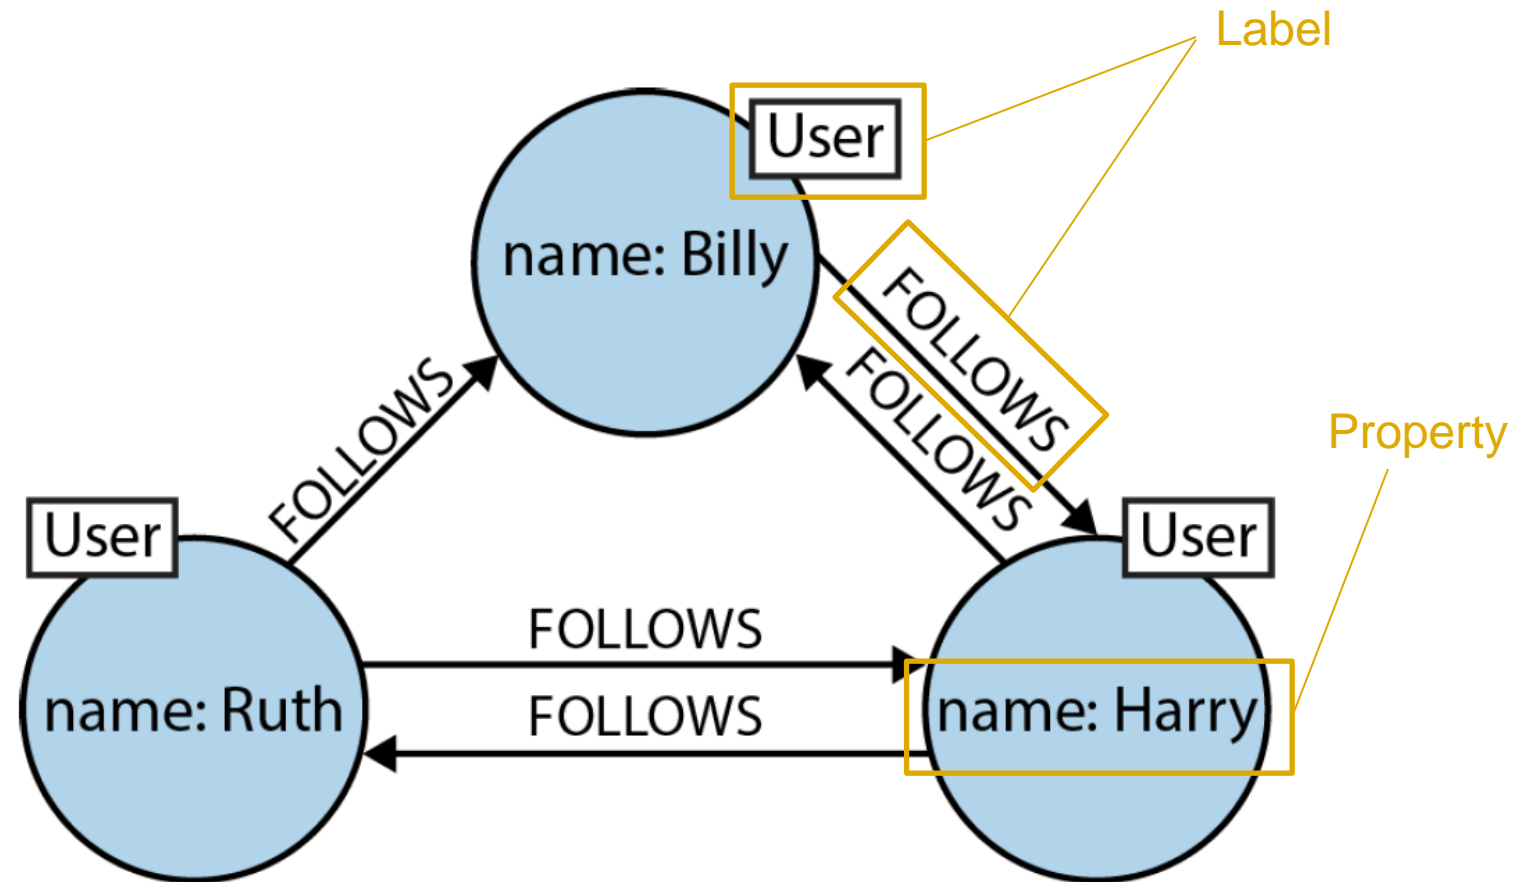 Label
User
name: Billy
FOLLOWS
FOLLOWS
FOLLOWS
Property
User
User
FOLLOWS
name: Ruth
FOLLOWS
name: Harry